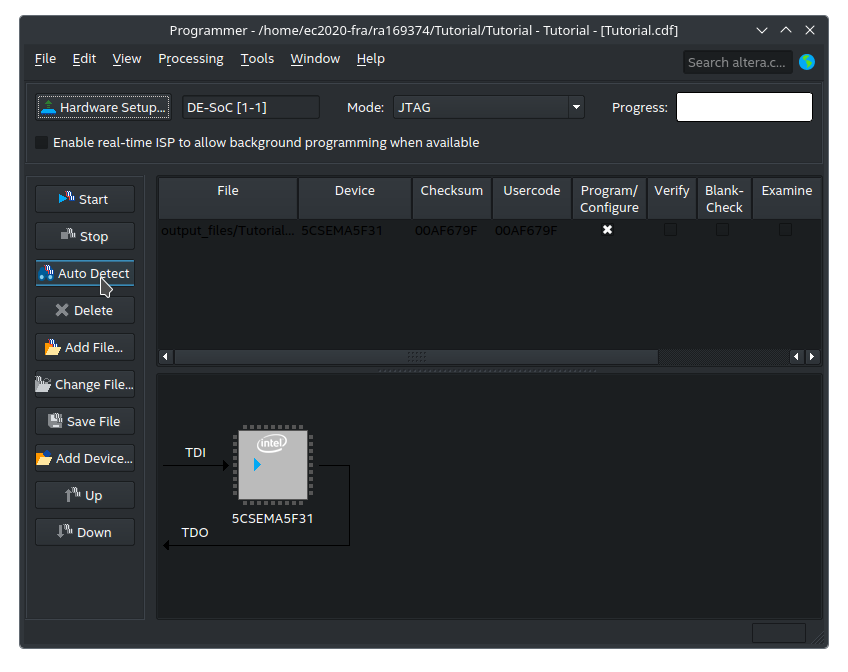 Programmer - /home/ec2020-fra/ra169374/Tutorial/Tutorial - Tutorial - [Tutorial.cdf]
File Edit View Processing Tools Window Help Search altera.c...
Hardware Setup... DE-SoC [1-1] Mode: JTAG Progress:
Enable real-time ISP to allow background programming when available
Start
Stop
Auto Detect
Delete
Add File...
Change File...
Save File
Add Device...
Up
Down
File Device Checksum Usercode Program/ Configure Verify Blank- Check Examine
output_files/Tutorial... 5CSEMA5F31 00AF679F 00AF679F
TDI
intel
5CSEMA5F31
TDO